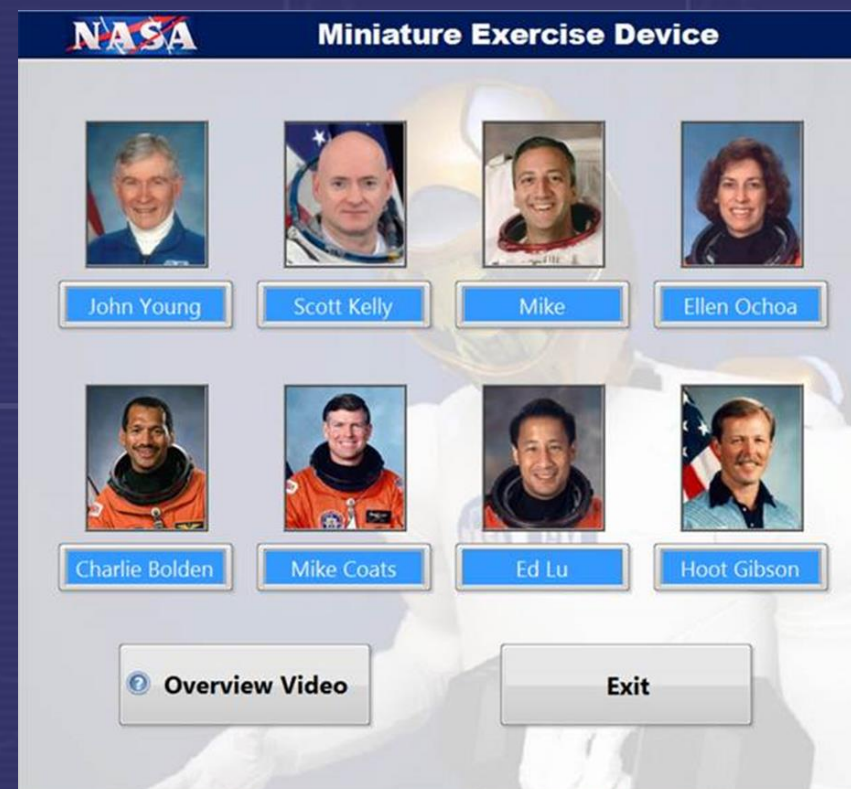 NASA Miniature Exercise Device
John Young Scott Kelly Mike Ellen Ochoa
Charlie Bolden Mike Coats Ed Lu Hoot Gibson
Overview Video Exit